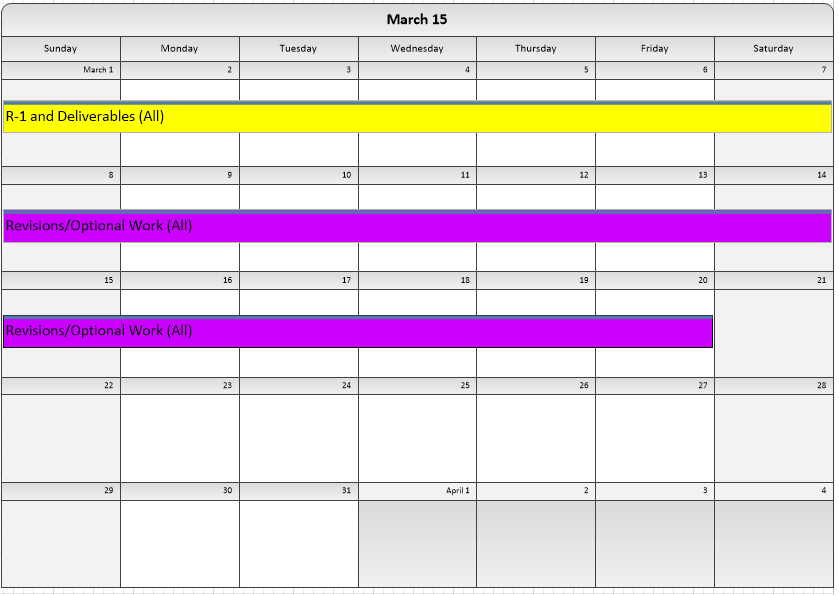 March 15
Sunday Monday Tuesday Wednesday Thursday Friday Saturday
March 1 2 3 4 5 6 7
R-1 and Deliverables (All)
8 9 10 11 12 13 14
Revisions/Optional Work (All)
15 16 17 18 19 20 21
Revisions/Optional Work (All)
22 23 24 25 26 27 28
29 30 31 April 1 2 3 4